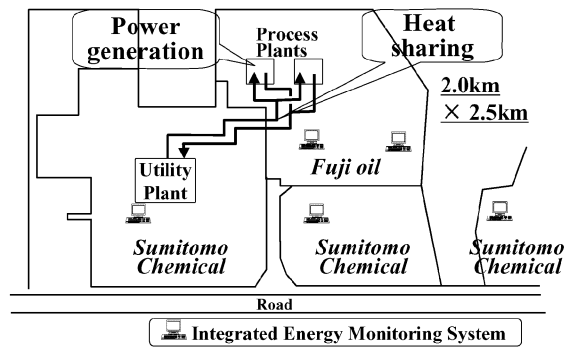 Power
generation
Process
Plants
Heat
sharing
2.0km
× 2.5km
Fuji oil
Utility
Plant
Sumitomo
Chemical
Sumitomo
Chemical
Sumitomo
Chemical
Road
Integrated Energy Monitoring System